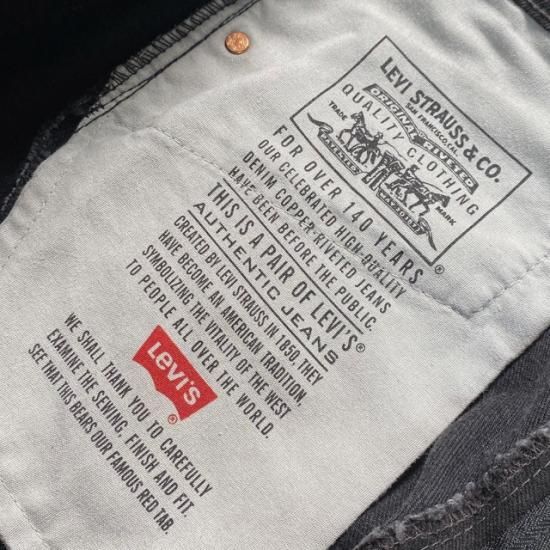 LEVI STRAUSS & CO.
SAN FRANCISCO, CAL.
ORIGINAL RIVETED
QUALITY CLOTHING
TRADE MARK
PATENTED
®
FOR OVER 140 YEARS
OUR CELEBRATED HIGH QUALITY
DENIM COPPER-RIVETED JEANS
HAVE BEEN BEFORE THE PUBLIC.
THIS IS A PAIR OF LEVI'S®
AUTHENTIC JEANS
CREATED BY LEVI STRAUSS IN 1850, THEY
HAVE BECOME AN AMERICAN TRADITION,
SYMBOLIZING THE VITALITY OF THE WEST
TO PEOPLE ALL OVER THE WORLD.
LEVI'S
®
WE SHALL THANK YOU TO CAREFULLY
EXAMINE THE SEWING, FINISH AND FIT.
SEE THAT THIS BEARS OUR FAMOUS RED TAB.